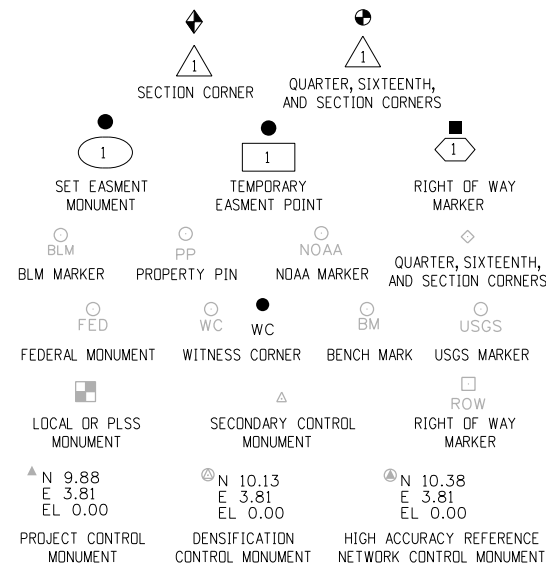 1
SECTION CORNER
1
QUARTER, SIXTEENTH,
AND SECTION CORNERS
1
SET EASMENT
MONUMENT
1
TEMPORARY
EASMENT POINT
1
RIGHT OF WAY
MARKER
BLM
BLM MARKER
PP
PROPERTY PIN
NOAA
NOAA MARKER
QUARTER, SIXTEENTH,
AND SECTION CORNERS
FED
FEDERAL MONUMENT
WC
WC
WITNESS CORNER
BM
BENCH MARK
USGS
USGS MARKER
LOCAL OR PLSS
MONUMENT
SECONDARY CONTROL
MONUMENT
ROW
RIGHT OF WAY
MARKER
N 9.88
E 3.81
EL 0.00
PROJECT CONTROL
MONUMENT
N 10.13
E 3.81
EL 0.00
DENSIFICATION
CONTROL MONUMENT
N 10.38
E 3.81
EL 0.00
HIGH ACCURACY REFERENCE
NETWORK CONTROL MONUMENT